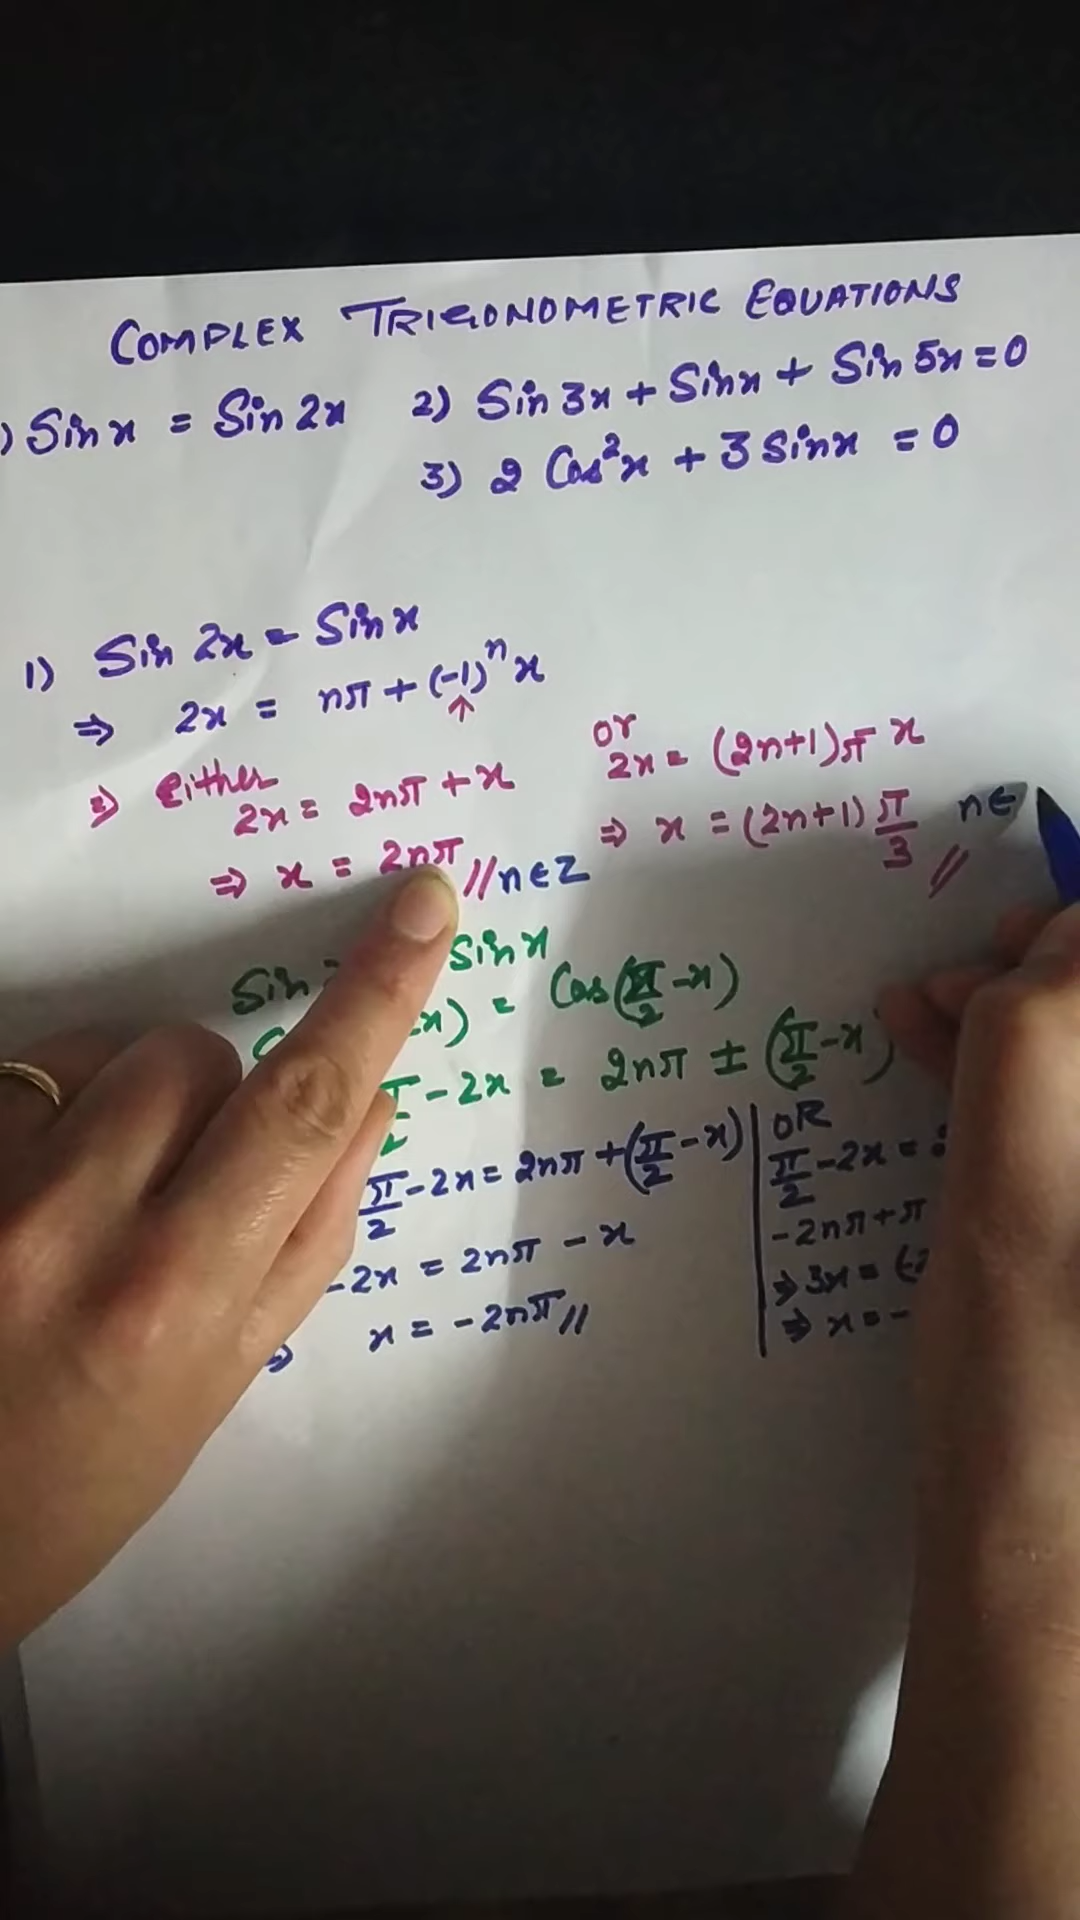 COMPLEX TRIGONOMETRIC EQUATIONS
) Sin x = Sin 2x 2) Sin 3x + Sin x + Sin 5x = 0
3) 2 Cos²x + 3 Sin x = 0
1) Sin 2x = Sin x
⇒ 2x = nπ + (-1)ⁿ x
↑
⇒ Either
2x = 2nπ + x
⇒ x = 2nπ // n ∈ Z
or
2x = (2n+1)π x
⇒ x = (2n+1) π/3 // n ∈
Sin Sin x
x) = Cos(π/2 - x)
- 2x = 2nπ ± (π/2 - x)
π/2 - 2x = 2nπ + (π/2 - x)
-2x = 2nπ - x
⇒ x = -2nπ //
OR
π/2 - 2x =
-2nπ + π
⇒ 3x = (-
⇒ x = -